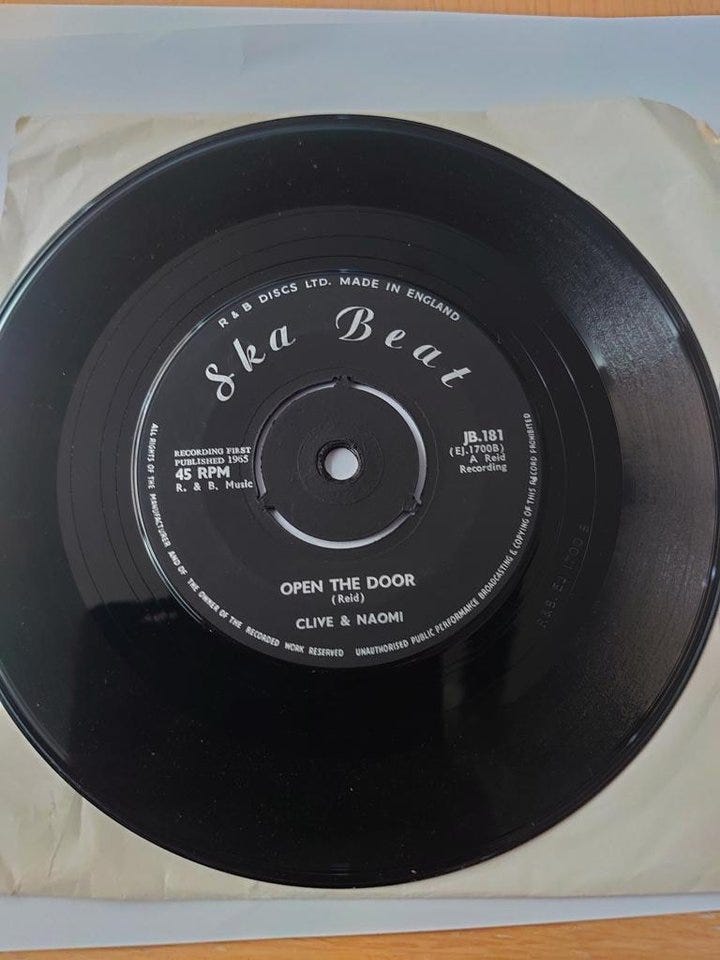 R & B DISCS LTD. MADE IN ENGLAND
Ska Beat
RECORDING FIRST
PUBLISHED 1965
45 RPM
R. & B. Music
JB.181
(EJ.1700B)
A Reid
Recording
OPEN THE DOOR
(Reid)
CLIVE & NAOMI
ALL RIGHTS OF THE MANUFACTURER AND OF THE OWNER OF THE RECORDED WORK RESERVED UNAUTHORISED PUBLIC PERFORMANCE BROADCASTING & COPYING OF THIS RECORD PROHIBITED
R&B. EJ 1700 B